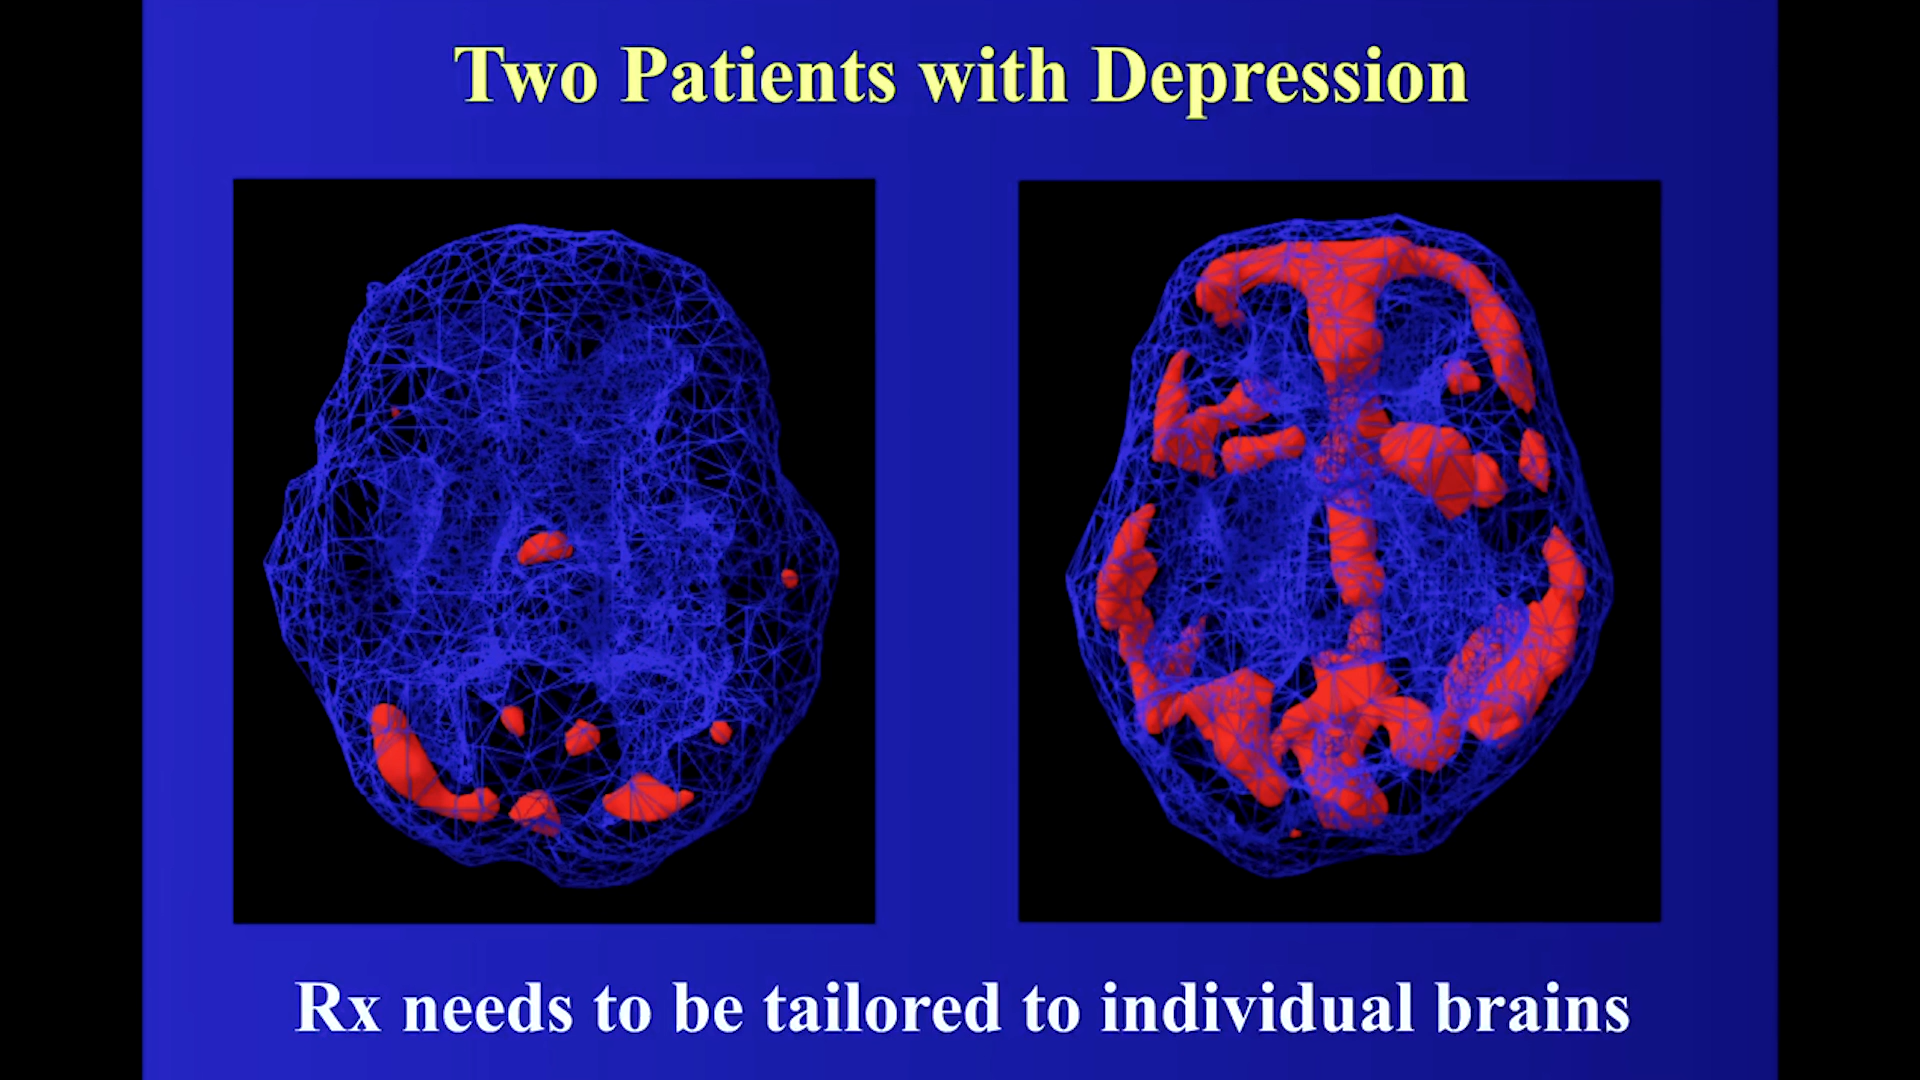 Two Patients with Depression
Rx needs to be tailored to individual brains